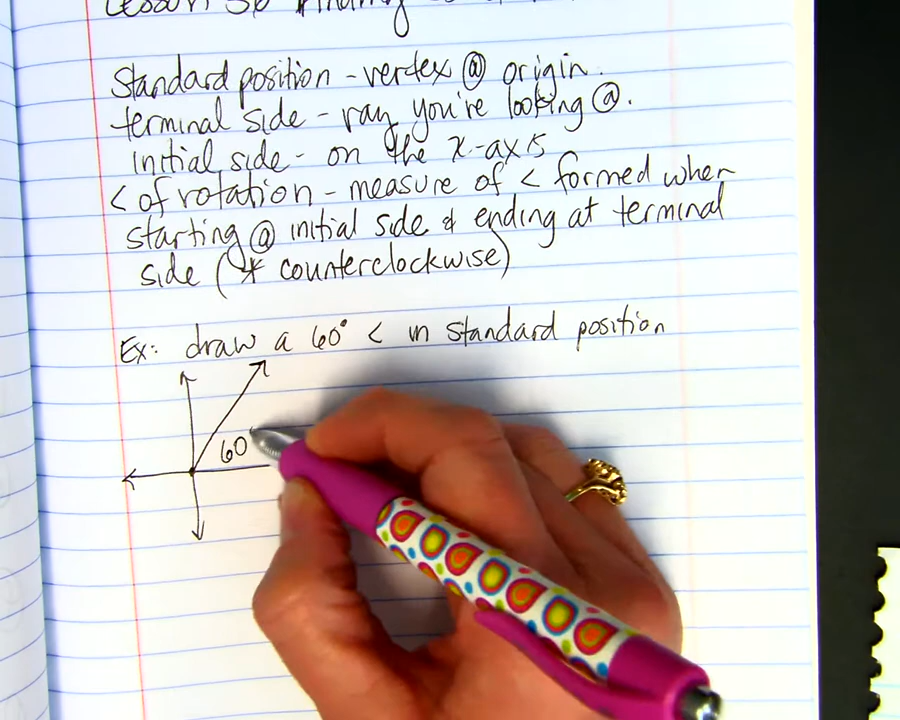 Lesson
Standard position - vertex @ origin.
terminal side - ray you're looking @.
initial side - on the x-axis
< of rotation - measure of < formed when
starting @ initial side & ending at terminal
side (* counterclockwise)
Ex: draw a 60° < in standard position
60